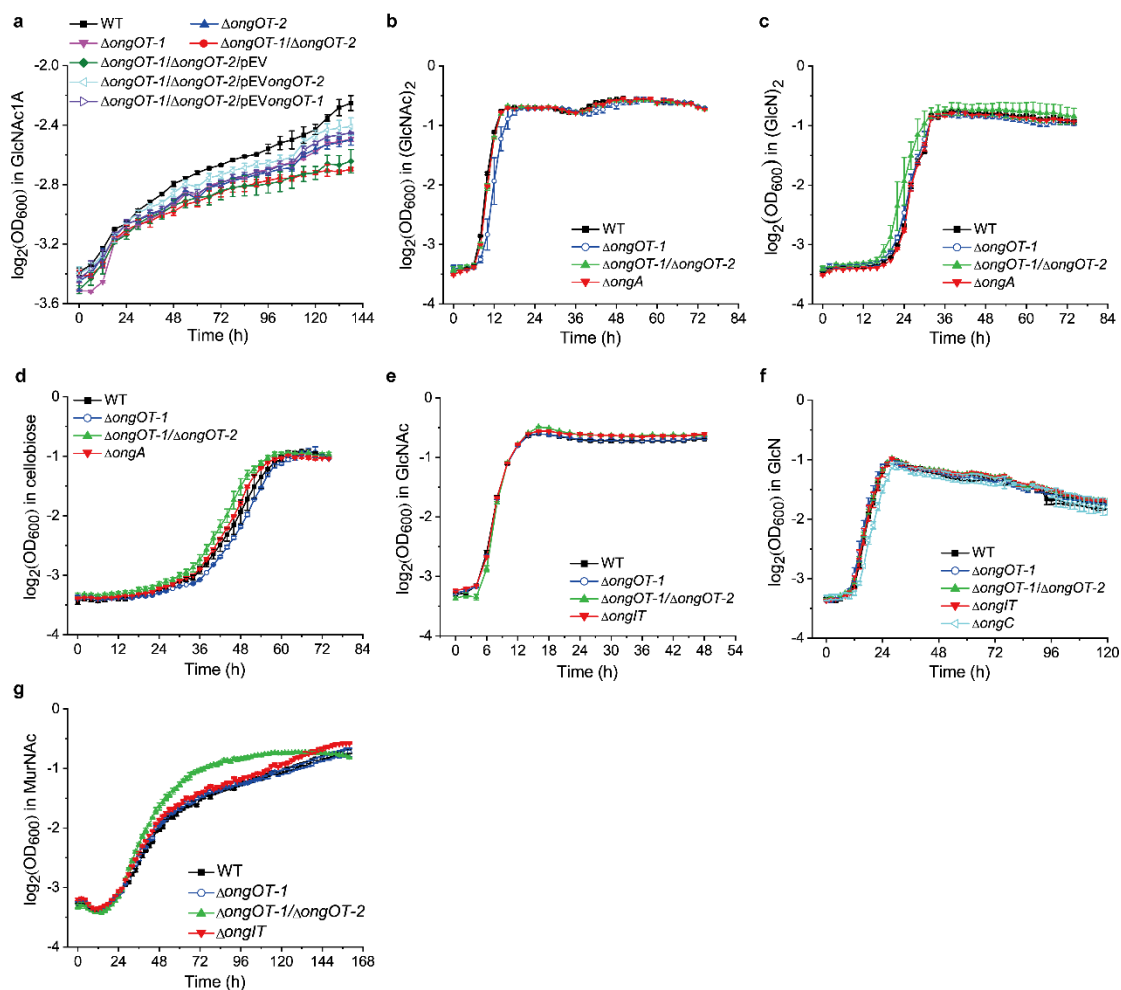 a
WT
ΔongOT-2
ΔongOT-1
ΔongOT-1/ΔongOT-2
ΔongOT-1/ΔongOT-2/pEV
ΔongOT-1/ΔongOT-2/pEVongOT-2
ΔongOT-1/ΔongOT-2/pEVongOT-1
log₂(OD₆₀₀) in GlcNAc1A
-2.0
-2.4
-2.8
-3.2
-3.6
0 24 48 72 96 120 144
Time (h)
b
log₂(OD₆₀₀) in (GlcNAc)₂
0
-1
-2
-3
-4
WT
ΔongOT-1
ΔongOT-1/ΔongOT-2
ΔongA
0 12 24 36 48 60 72 84
Time (h)
c
log₂(OD₆₀₀) in (GlcN)₂
0
-1
-2
-3
-4
WT
ΔongOT-1
ΔongOT-1/ΔongOT-2
ΔongA
0 12 24 36 48 60 72 84
Time (h)
d
log₂(OD₆₀₀) in cellobiose
0
-1
-2
-3
-4
WT
ΔongOT-1
ΔongOT-1/ΔongOT-2
ΔongA
0 12 24 36 48 60 72 84
Time (h)
e
log₂(OD₆₀₀) in GlcNAc
0
-1
-2
-3
-4
WT
ΔongOT-1
ΔongOT-1/ΔongOT-2
ΔongIT
0 6 12 18 24 30 36 42 48 54
Time (h)
f
log₂(OD₆₀₀) in GlcN
0
-1
-2
-3
-4
WT
ΔongOT-1
ΔongOT-1/ΔongOT-2
ΔongIT
ΔongC
0 24 48 72 96 120
Time (h)
g
log₂(OD₆₀₀) in MurNAc
0
-1
-2
-3
-4
WT
ΔongOT-1
ΔongOT-1/ΔongOT-2
ΔongIT
0 24 48 72 96 120 144 168
Time (h)